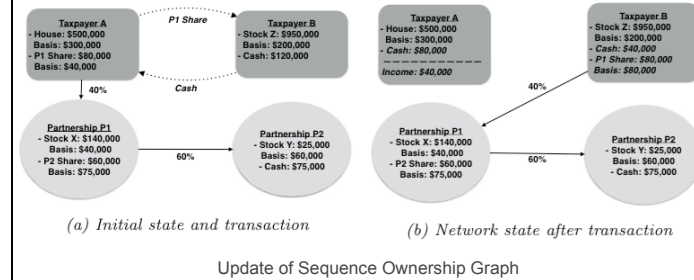 Taxpayer A
- House: $500,000
Basis: $300,000
- P1 Share: $80,000
Basis: $40,000
P1 Share
Cash
Taxpayer B
- Stock Z: $950,000
Basis: $200,000
- Cash: $120,000
40%
Partnership P1
- Stock X: $140,000
Basis: $40,000
- P2 Share: $60,000
Basis: $75,000
60%
Partnership P2
- Stock Y: $25,000
Basis: $60,000
- Cash: $75,000
(a) Initial state and transaction
Taxpayer A
- House: $500,000
Basis: $300,000
- Cash: $80,000
Income: $40,000
Taxpayer B
- Stock Z: $950,000
Basis: $200,000
- Cash: $40,000
- P1 Share: $80,000
Basis: $80,000
40%
Partnership P1
- Stock X: $140,000
Basis: $40,000
- P2 Share: $60,000
Basis: $75,000
60%
Partnership P2
- Stock Y: $25,000
Basis: $60,000
- Cash: $75,000
(b) Network state after transaction
Update of Sequence Ownership Graph